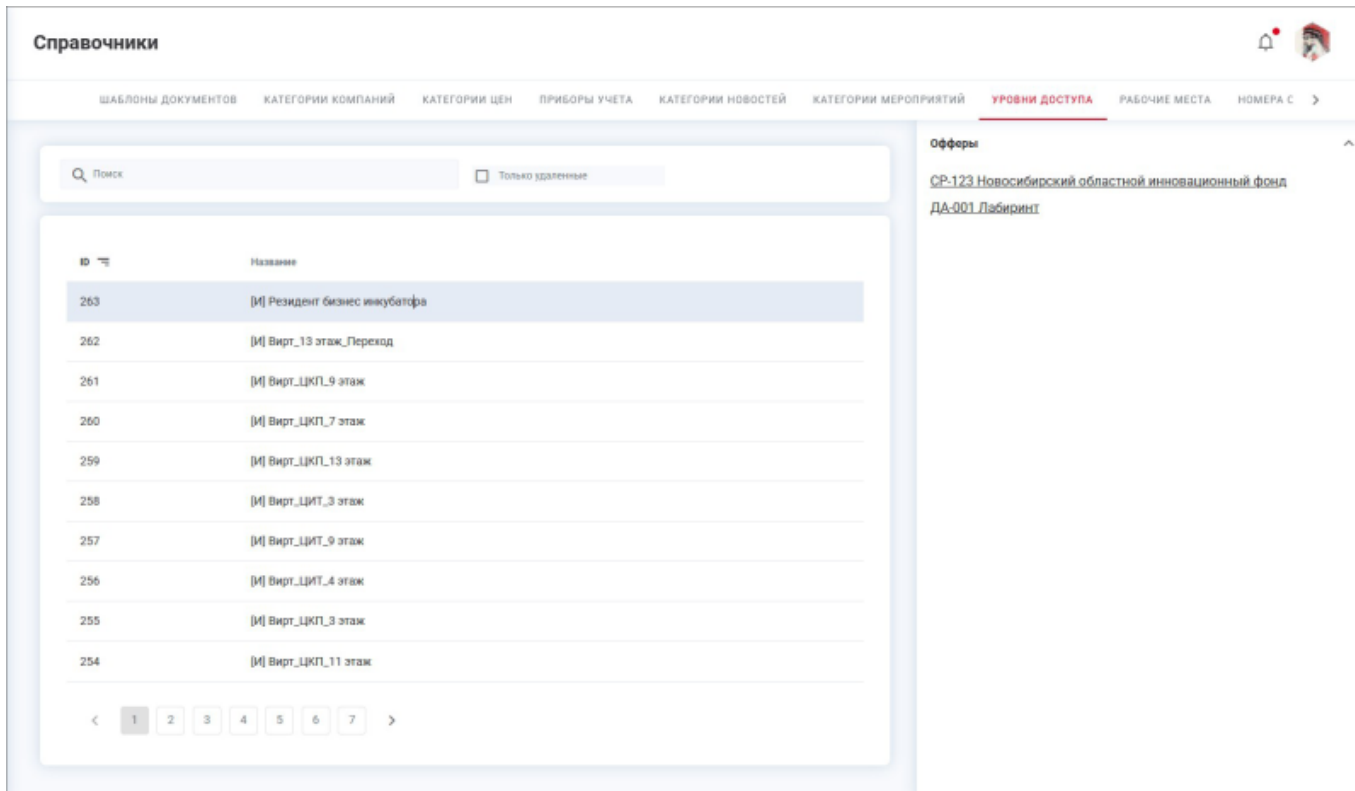 Справочники
ШАБЛОНЫ ДОКУМЕНТОВ КАТЕГОРИИ КОМПАНИЙ КАТЕГОРИИ ЦЕН ПРИБОРЫ УЧЕТА КАТЕГОРИИ НОВОСТЕЙ КАТЕГОРИИ МЕРОПРИЯТИЙ УРОВНИ ДОСТУПА РАБОЧИЕ МЕСТА НОМЕРА С
Поиск Только удаленные
ID Название
263 [И] Резидент бизнес инкубатора
262 [И] Вирт_13 этаж_Переход
261 [И] Вирт_ЦКП_9 этаж
260 [И] Вирт_ЦКП_7 этаж
259 [И] Вирт_ЦКП_13 этаж
258 [И] Вирт_ЦИТ_3 этаж
257 [И] Вирт_ЦИТ_9 этаж
256 [И] Вирт_ЦИТ_4 этаж
255 [И] Вирт_ЦКП_3 этаж
254 [И] Вирт_ЦКП_11 этаж
1 2 3 4 5 6 7
Офферы
СР-123 Новосибирский областной инновационный фонд
ДА-001 Лабиринт